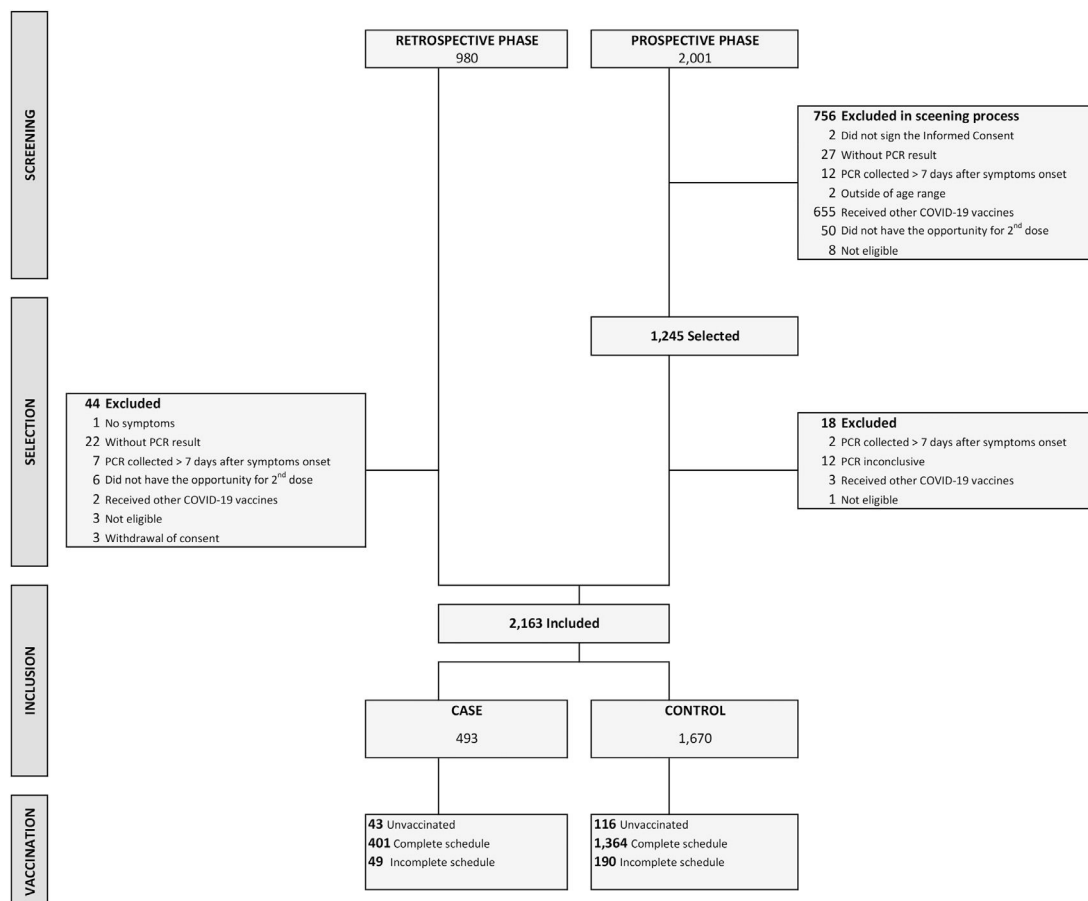 SCREENING
RETROSPECTIVE PHASE
980
PROSPECTIVE PHASE
2,001
756 Excluded in sceening process
2 Did not sign the Informed Consent
27 Without PCR result
12 PCR collected > 7 days after symptoms onset
2 Outside of age range
655 Received other COVID-19 vaccines
50 Did not have the opportunity for 2nd dose
8 Not eligible
SELECTION
1,245 Selected
44 Excluded
1 No symptoms
22 Without PCR result
7 PCR collected > 7 days after symptoms onset
6 Did not have the opportunity for 2nd dose
2 Received other COVID-19 vaccines
3 Not eligible
3 Withdrawal of consent
18 Excluded
2 PCR collected > 7 days after symptoms onset
12 PCR inconclusive
3 Received other COVID-19 vaccines
1 Not eligible
INCLUSION
2,163 Included
CASE
493
CONTROL
1,670
VACCINATION
43 Unvaccinated
401 Complete schedule
49 Incomplete schedule
116 Unvaccinated
1,364 Complete schedule
190 Incomplete schedule